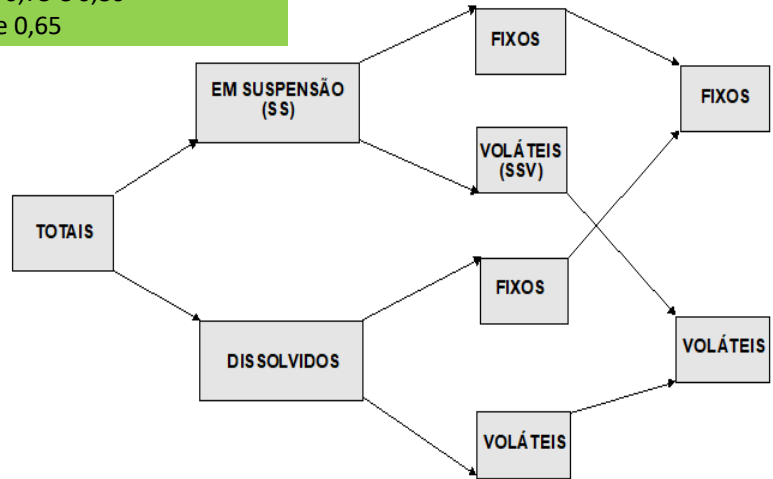 e 0,65
FIXOS
EM SUSPENSÃO
(SS)
FIXOS
VOLÁTEIS
(SSV)
TOTAIS
FIXOS
DISSOLVIDOS
VOLÁTEIS
VOLÁTEIS